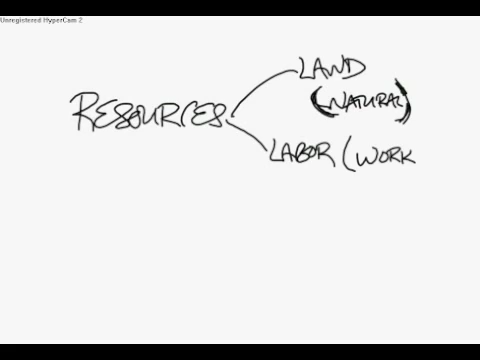 Unregistered HyperCam 2
LAND
(NATURAL)
RESOURCES
LABOR (WORK